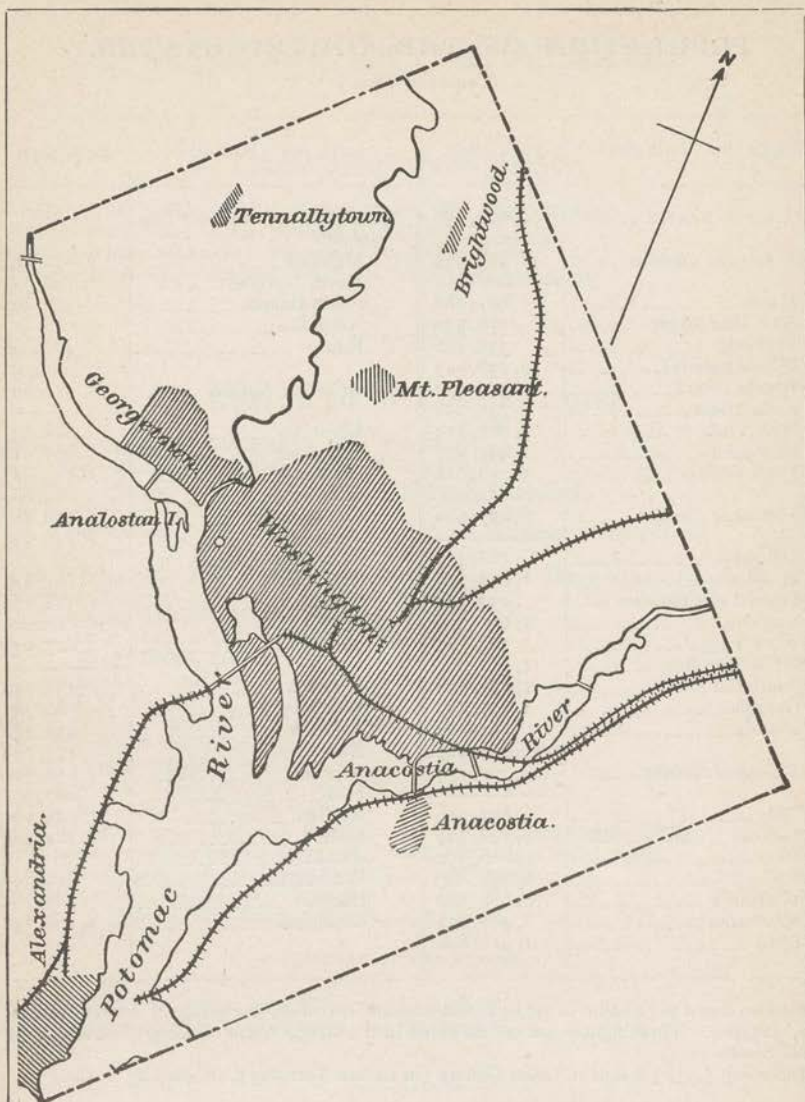 N
Tennallytown.
Brightwood.
Georgetown.
Mt. Pleasant.
Analostan I.
Washington.
River.
River
Anacostia
Anacostia.
Alexandria.
Potomac